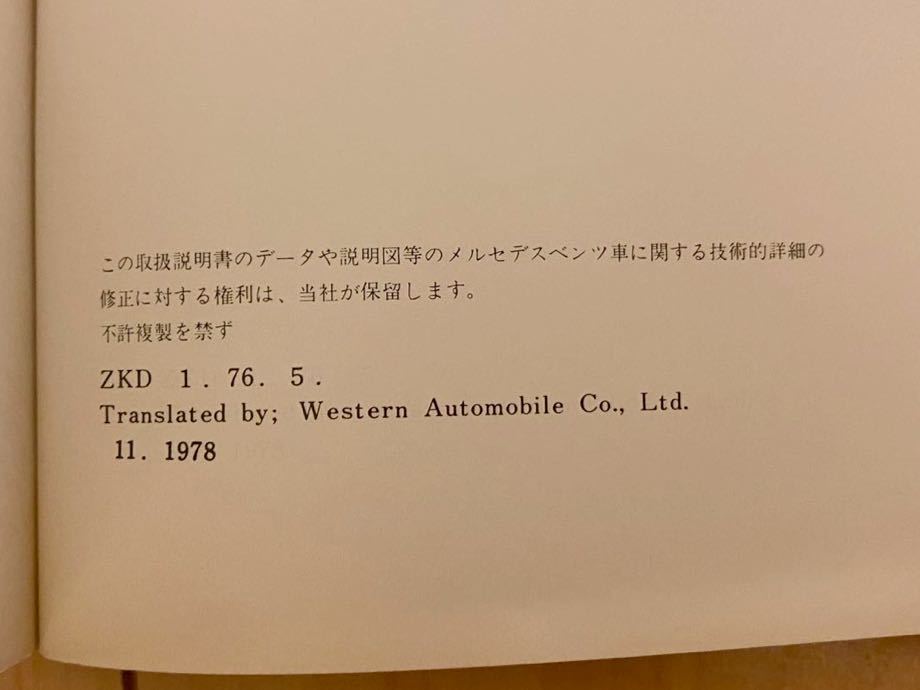 この取扱説明書のデータや説明図等のメルセデスベンツ車に関する技術的詳細の
修正に対する権利は、当社が保留します。
不許複製を禁ず
ZKD 1. 76. 5.
Translated by; Western Automobile Co., Ltd.
11. 1978